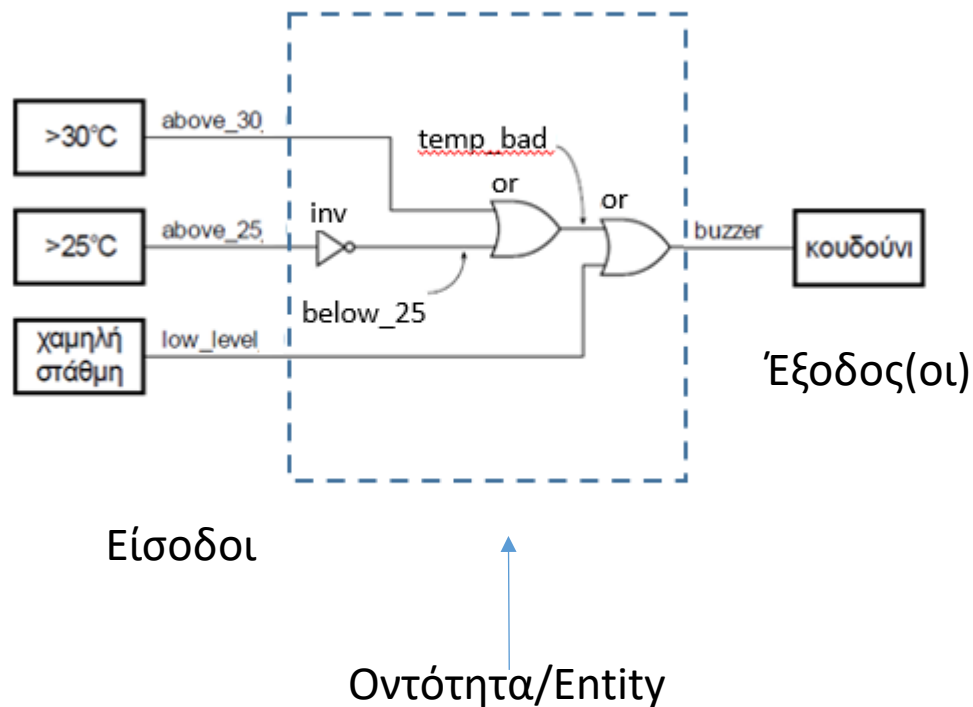 >30°C
above_30
temp_bad
or
or
inv
>25°C
above_25
buzzer
κουδούνι
below_25
χαμηλή
στάθμη
low_level
Έξοδος(οι)
Είσοδοι
Οντότητα/Entity